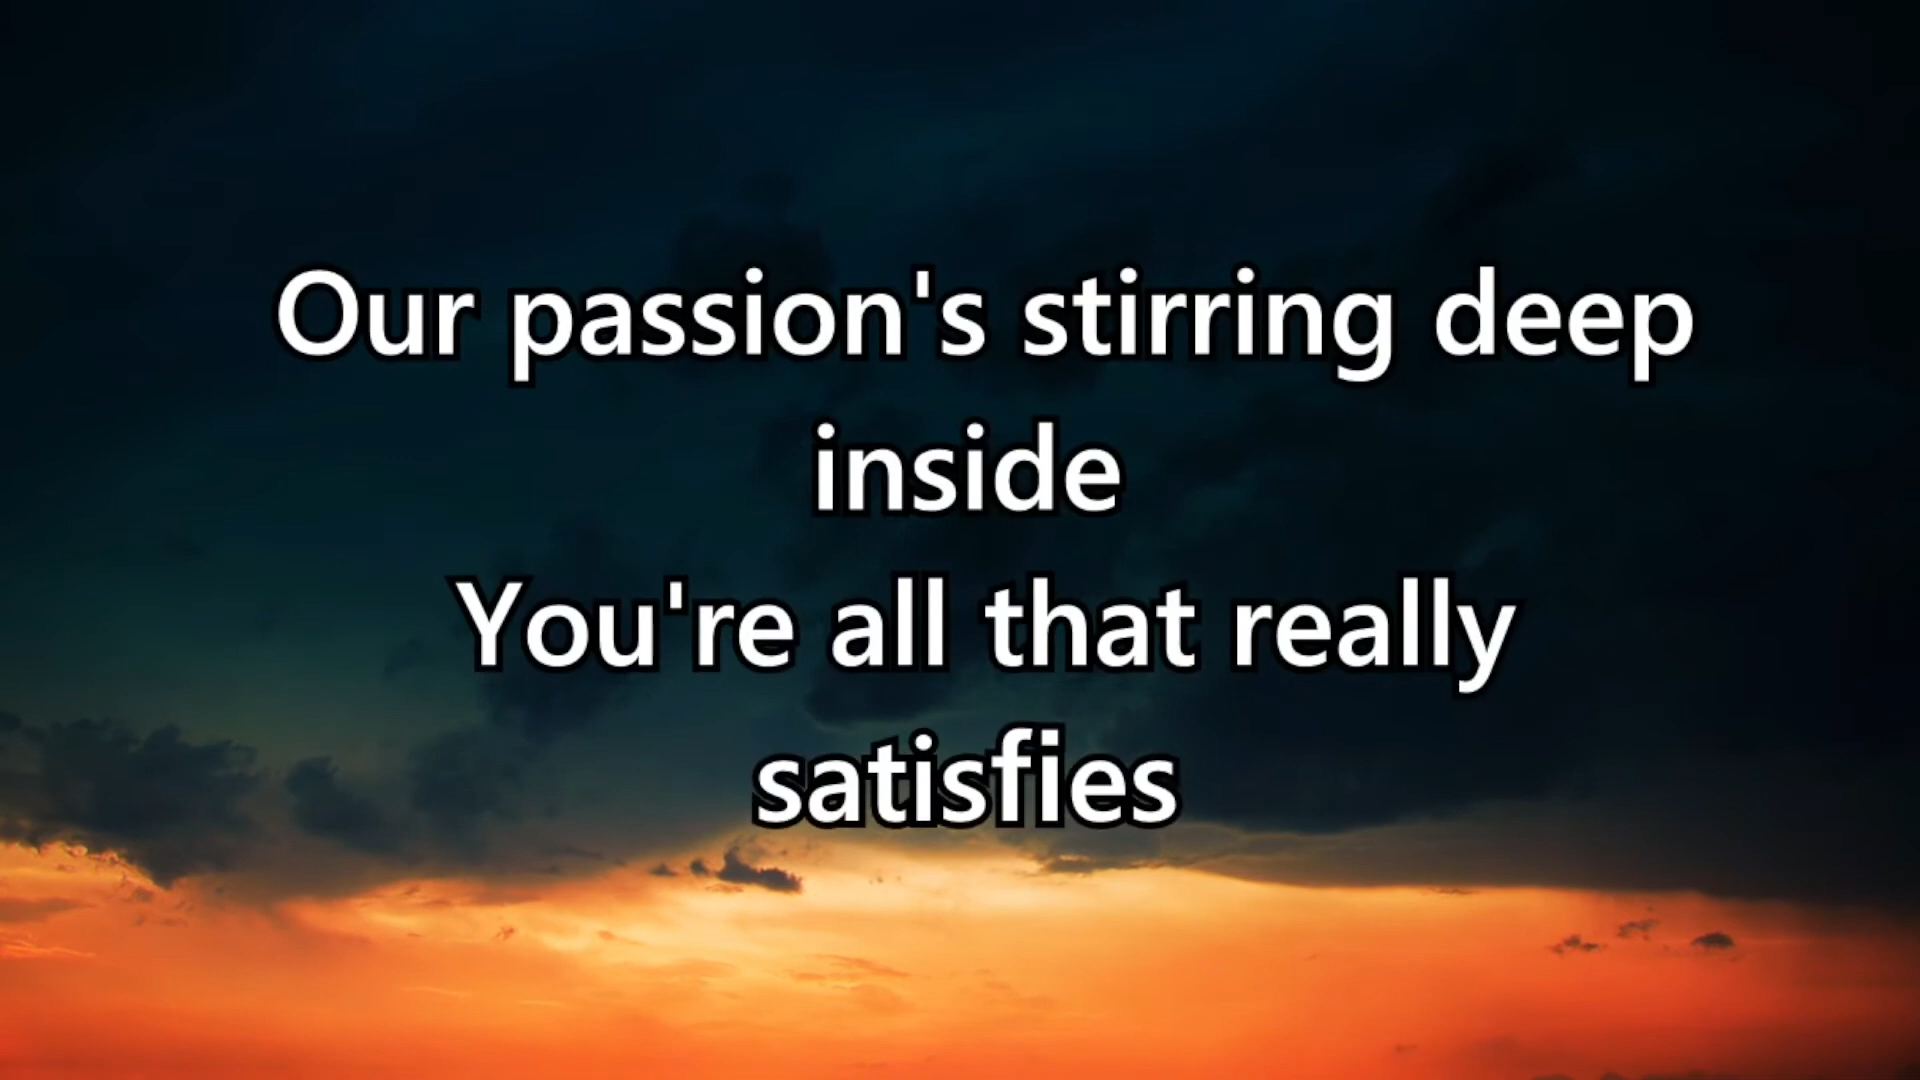 Our passion's stirring deep
inside
You're all that really
satisfies